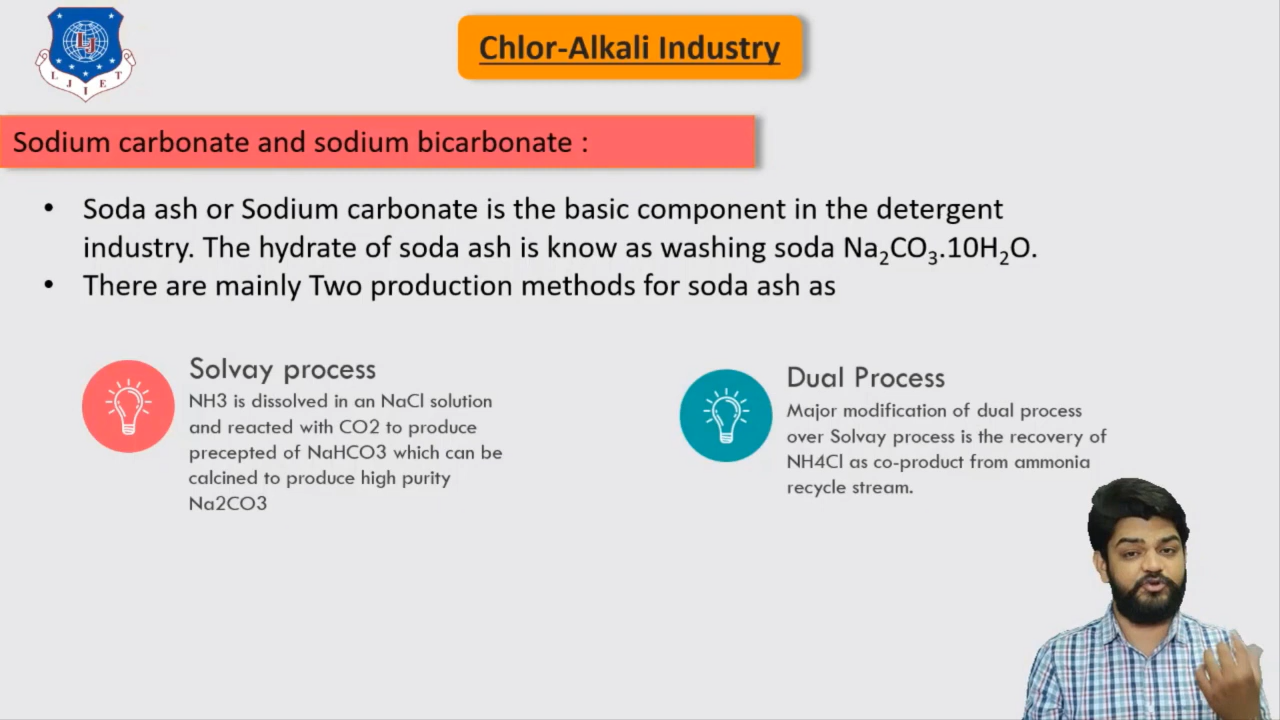 L J I E T
Chlor-Alkali Industry
Sodium carbonate and sodium bicarbonate :
• Soda ash or Sodium carbonate is the basic component in the detergent
industry. The hydrate of soda ash is know as washing soda Na₂CO₃.10H₂O.
• There are mainly Two production methods for soda ash as
Solvay process
NH3 is dissolved in an NaCl solution
and reacted with CO2 to produce
precepted of NaHCO3 which can be
calcined to produce high purity
Na2CO3
Dual Process
Major modification of dual process
over Solvay process is the recovery of
NH4Cl as co-product from ammonia
recycle stream.